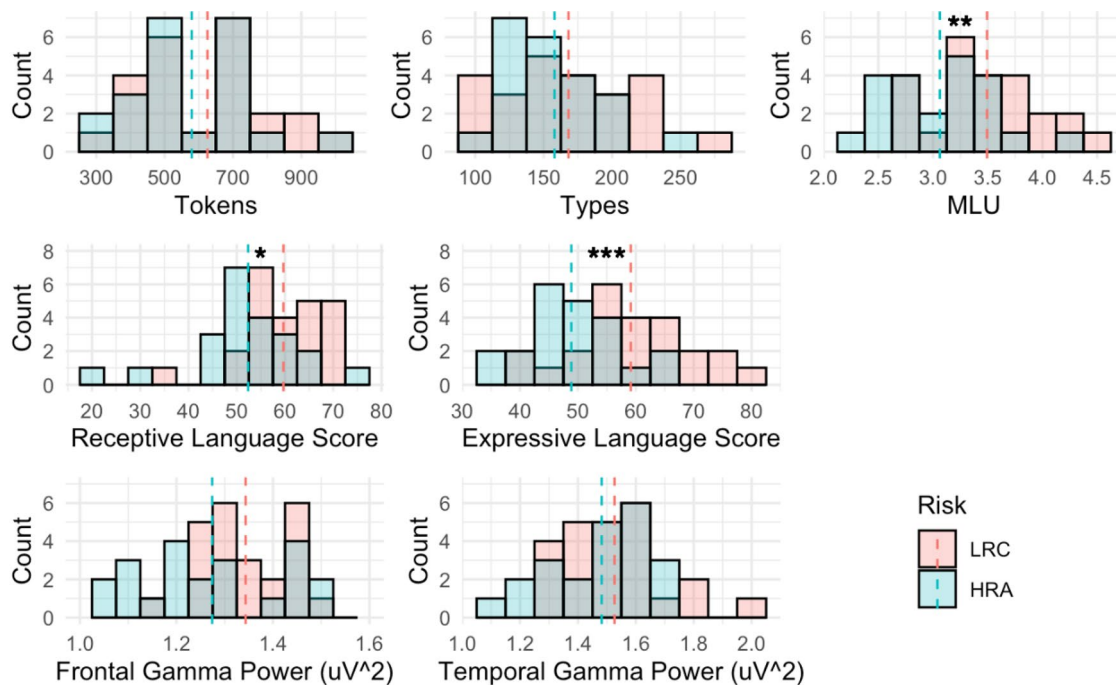 Count
6
4
2
0
300 500 700 900
Tokens
Count
6
4
2
0
100 150 200 250
Types
Count
6
4
2
0
**
2.0 2.5 3.0 3.5 4.0 4.5
MLU
Count
8
6
4
2
0
*
20 30 40 50 60 70 80
Receptive Language Score
Count
8
6
4
2
0
***
30 40 50 60 70 80
Expressive Language Score
Count
6
4
2
0
1.0 1.2 1.4 1.6
Frontal Gamma Power (uV^2)
Count
6
4
2
0
1.0 1.2 1.4 1.6 1.8 2.0
Temporal Gamma Power (uV^2)
Risk
LRC
HRA